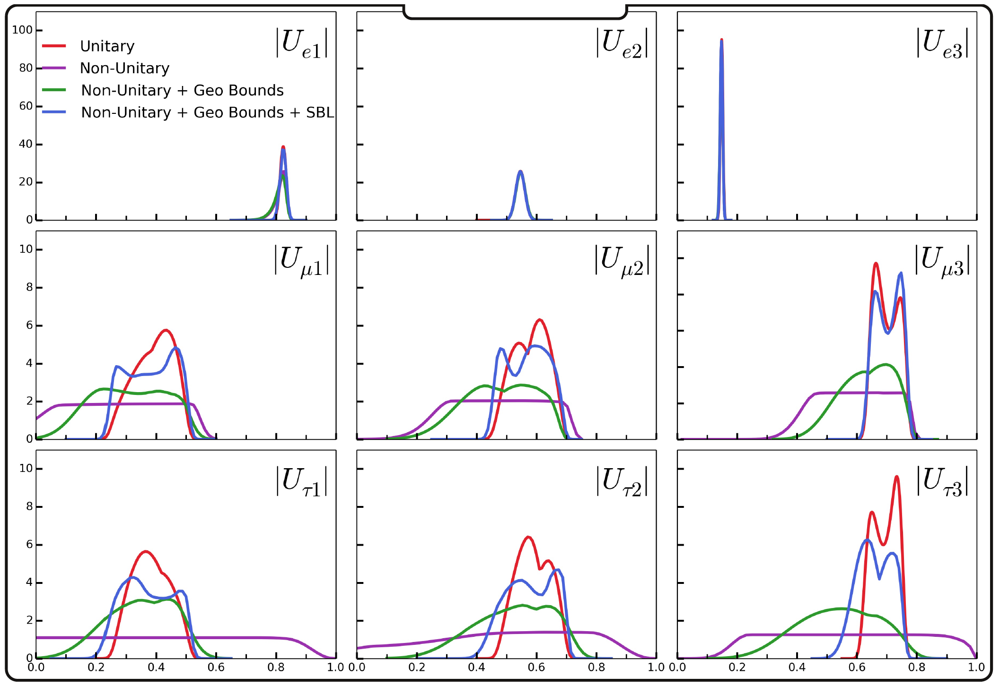 100
80
60
40
20
0
Unitary
Non-Unitary
Non-Unitary + Geo Bounds
Non-Unitary + Geo Bounds + SBL
|U_{e1}|
|U_{e2}|
|U_{e3}|
10
8
6
4
2
0
|U_{μ1}|
|U_{μ2}|
|U_{μ3}|
10
8
6
4
2
0
|U_{τ1}|
|U_{τ2}|
|U_{τ3}|
0.0 0.2 0.4 0.6 0.8 1.0 0.0 0.2 0.4 0.6 0.8 1.0 0.0 0.2 0.4 0.6 0.8 1.0